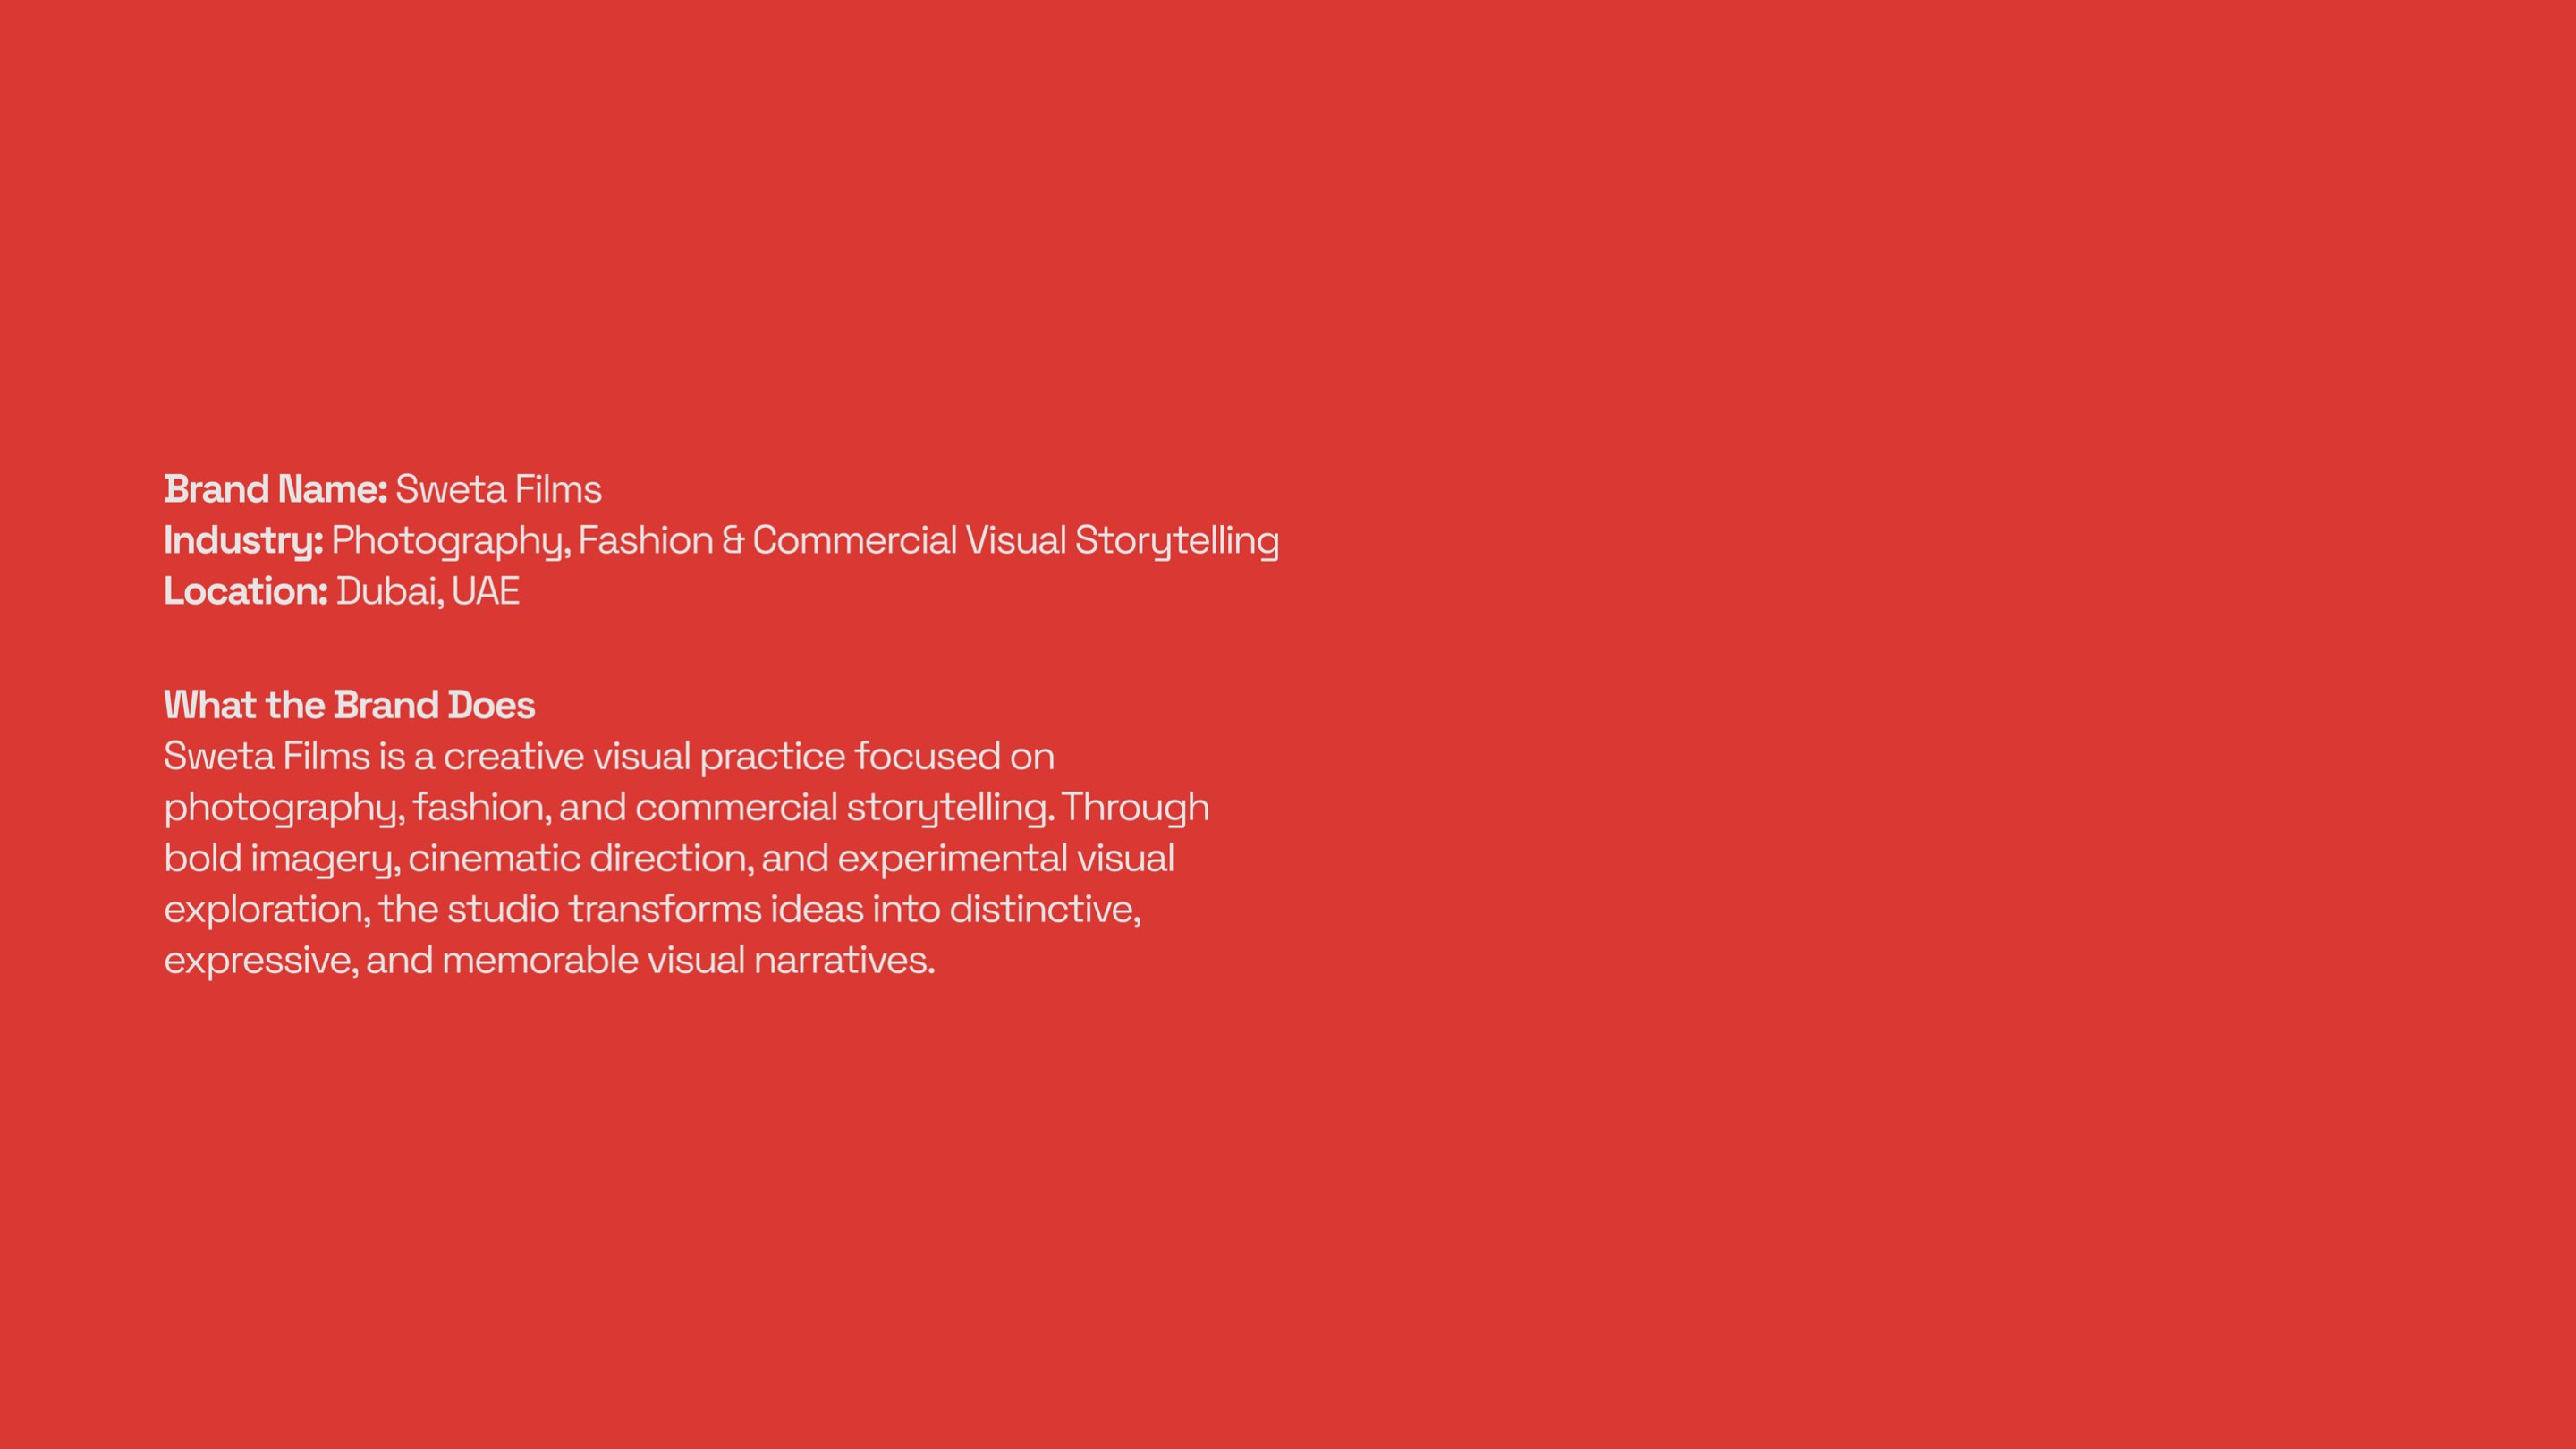 Brand Name: Sweta Films
Industry: Photography, Fashion & Commercial Visual Storytelling
Location: Dubai, UAE
What the Brand Does
Sweta Films is a creative visual practice focused on
photography, fashion, and commercial storytelling. Through
bold imagery, cinematic direction, and experimental visual
exploration, the studio transforms ideas into distinctive,
expressive, and memorable visual narratives.